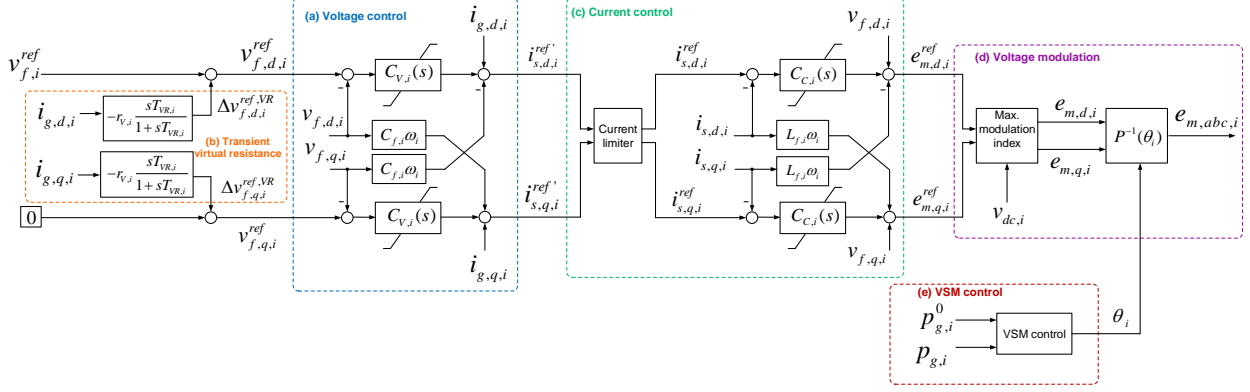 (a) Voltage control
(c) Current control
i_{g,d,i}
v_{f,d,i}
v_{f,i}^{ref}
v_{f,d,i}^{ref}
C_{V,i}(s)
i_{s,d,i}^{ref'}
i_{s,d,i}^{ref}
C_{C,i}(s)
e_{m,d,i}^{ref}
(d) Voltage modulation
-
-
-
-
i_{g,d,i}
-r_{V,i} \frac{sT_{VR,i}}{1+sT_{VR,i}}
Δv_{f,d,i}^{ref,VR}
v_{f,d,i}
C_{f,i}ω_i
i_{s,d,i}
L_{f,i}ω_i
Max. modulation index
e_{m,d,i}
P^{-1}(θ_i)
e_{m,abc,i}
(b) Transient
virtual resistance
Current
limiter
v_{f,q,i}
C_{f,i}ω_i
i_{s,q,i}
L_{f,i}ω_i
e_{m,q,i}
i_{g,q,i}
-r_{V,i} \frac{sT_{VR,i}}{1+sT_{VR,i}}
Δv_{f,q,i}^{ref,VR}
-
-
0
v_{f,q,i}^{ref}
C_{V,i}(s)
i_{s,q,i}^{ref'}
i_{s,q,i}^{ref}
C_{C,i}(s)
e_{m,q,i}^{ref}
v_{dc,i}
i_{g,q,i}
v_{f,q,i}
(e) VSM control
p_{g,i}^{0}
p_{g,i}
VSM control
θ_i